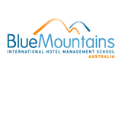 BlueMountains
INTERNATIONAL HOTEL MANAGEMENT SCHOOL
AUSTRALIA